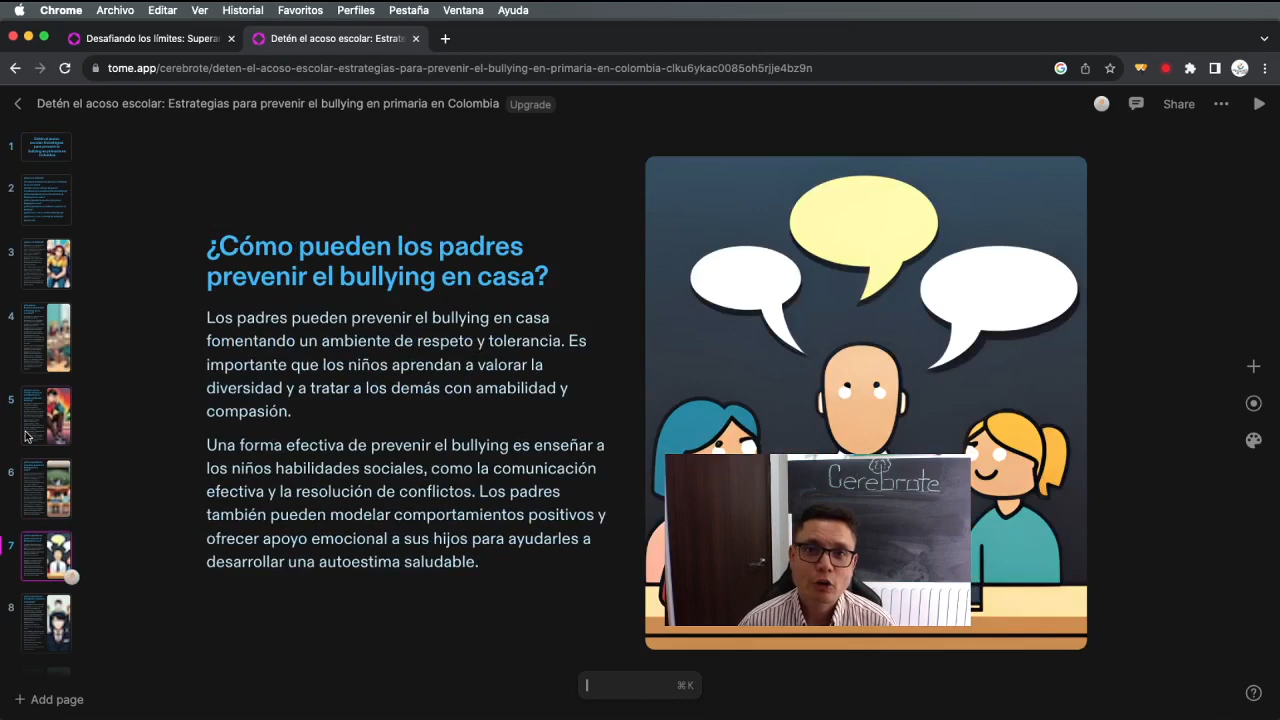 Chrome Archivo Editar Ver Historial Favoritos Perfiles Pestaña Ventana Ayuda
Desafiando los límites: Supera
Detén el acoso escolar: Estrate
tome.app/cerebrote/deten-el-acoso-escolar-estrategias-para-prevenir-el-bullying-en-primaria-en-colombia-clku6ykac0085oh5rjje4bz9n
Detén el acoso escolar: Estrategias para prevenir el bullying en primaria en Colombia Upgrade
Share
1
2
3
4
5
6
7
8
¿Cómo pueden los padres
prevenir el bullying en casa?
Los padres pueden prevenir el bullying en casa
fomentando un ambiente de respeto y tolerancia. Es
importante que los niños aprendan a valorar la
diversidad y a tratar a los demás con amabilidad y
compasión.
Una forma efectiva de prevenir el bullying es enseñar a
los niños habilidades sociales, como la comunicación
efectiva y la resolución de conflictos. Los padres
también pueden modelar comportamientos positivos y
ofrecer apoyo emocional a sus hijos para ayudarles a
desarrollar una autoestima saludable.
Cerebrote
⌘K
+ Add page
?